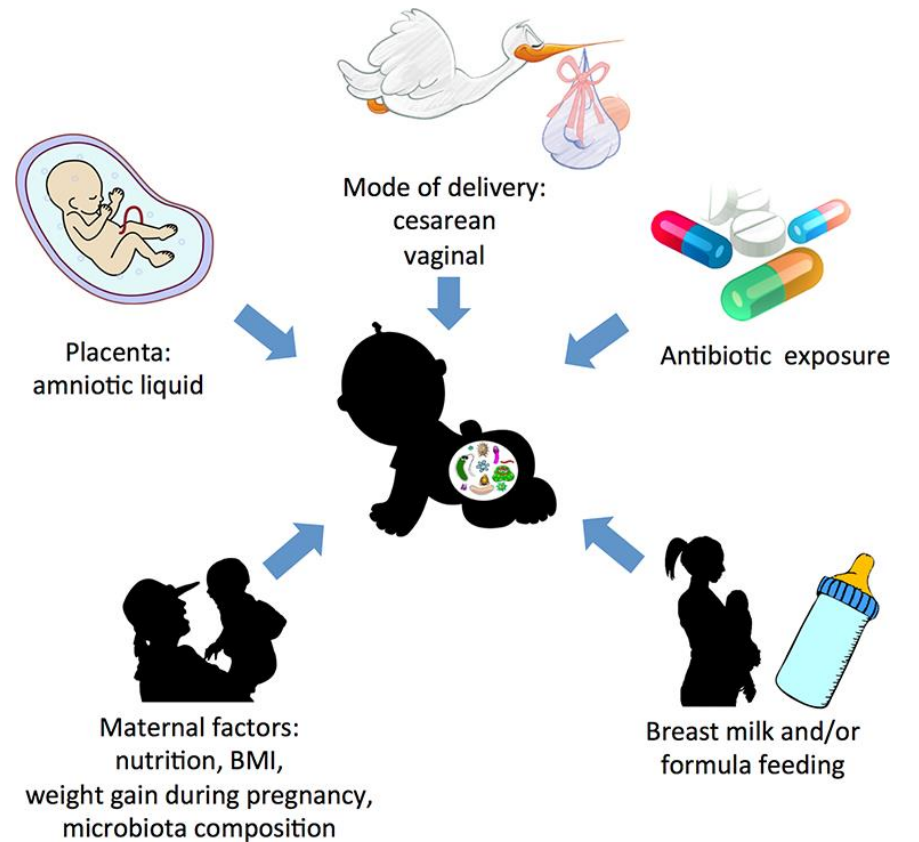 Mode of delivery:
cesarean
vaginal
Placenta:
amniotic liquid
Antibiotic exposure
Maternal factors:
nutrition, BMI,
weight gain during pregnancy,
microbiota composition
Breast milk and/or
formula feeding